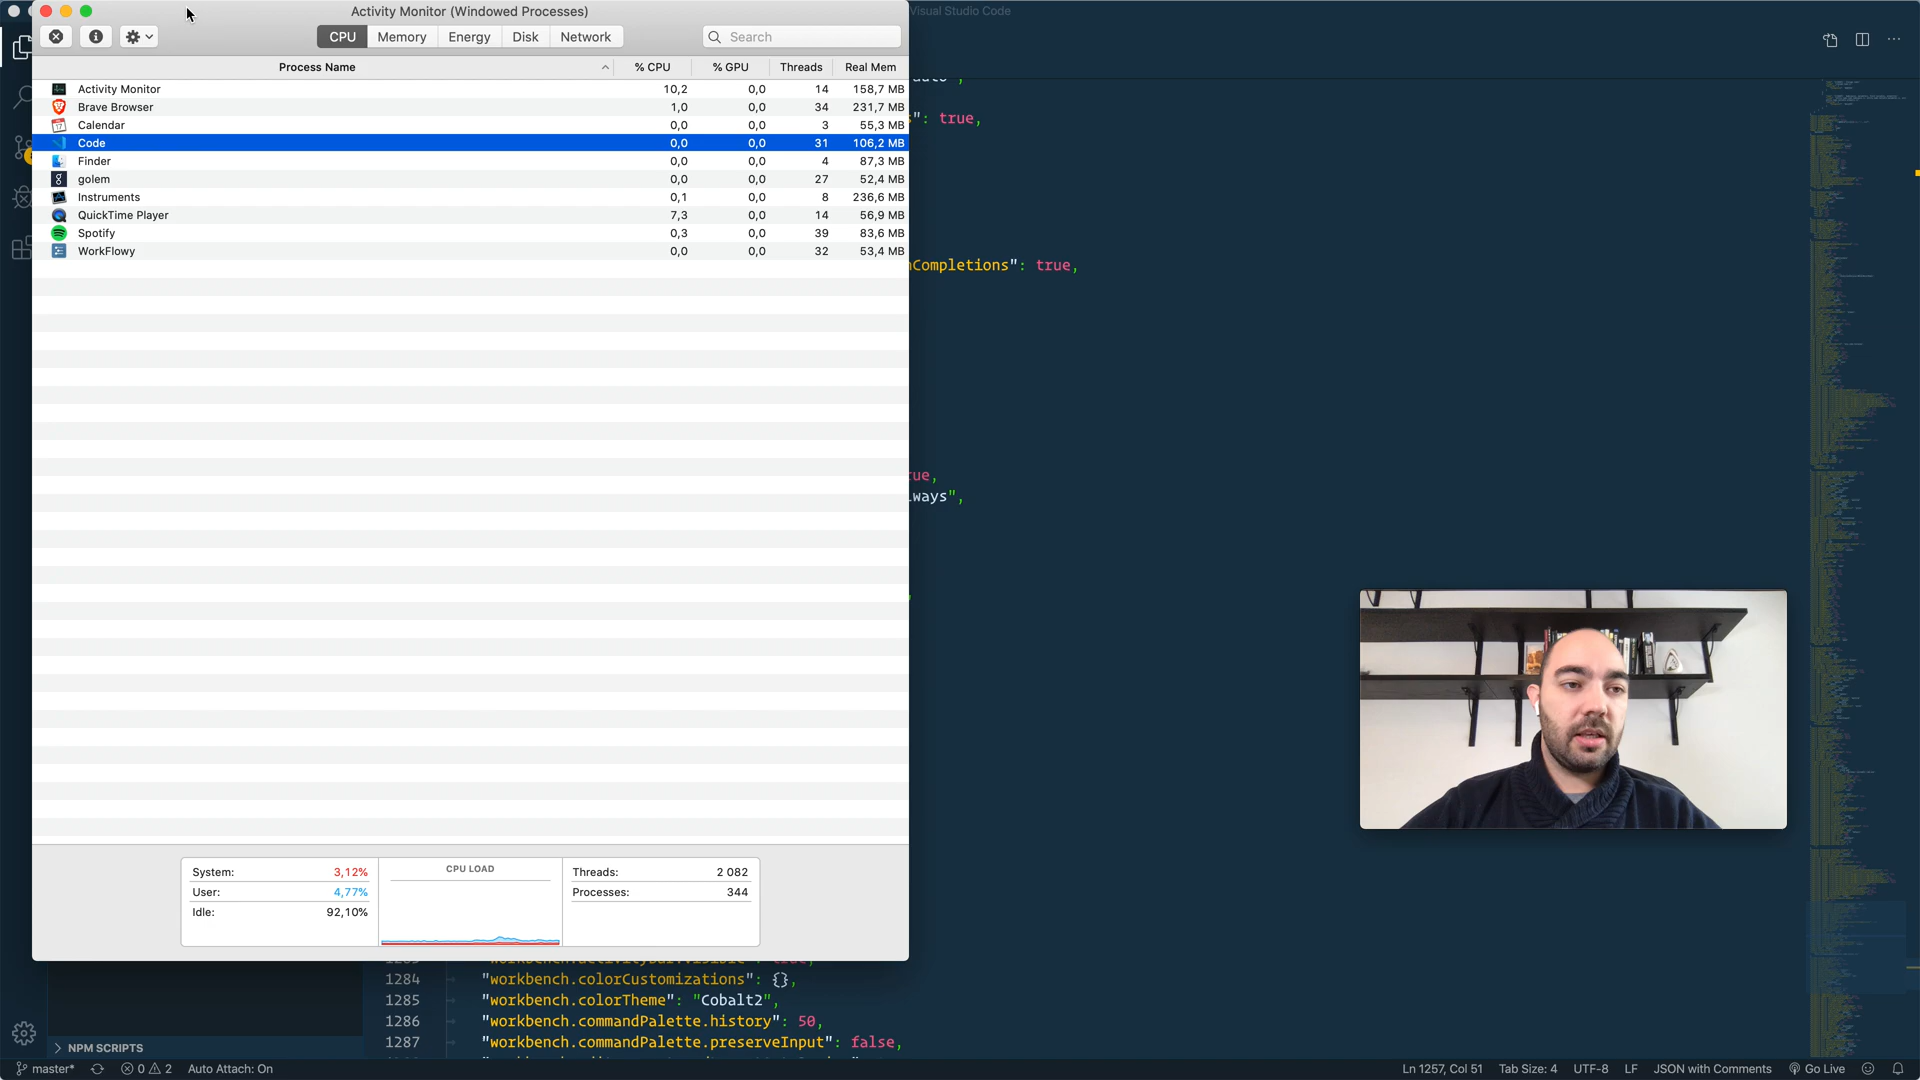 Activity Monitor (Windowed Processes)
Visual Studio Code
CPU Memory Energy Disk Network
Search
Process Name % CPU % GPU Threads Real Mem
Activity Monitor 10,2 0,0 14 158,7 MB
Brave Browser 1,0 0,0 34 231,7 MB
Calendar 0,0 0,0 3 55,3 MB
Code 0,0 0,0 31 106,2 MB
Finder 0,0 0,0 4 87,3 MB
golem 0,0 0,0 27 52,4 MB
Instruments 0,1 0,0 8 236,6 MB
QuickTime Player 7,3 0,0 14 56,9 MB
Spotify 0,3 0,0 39 83,6 MB
WorkFlowy 0,0 0,0 32 53,4 MB
": true,
Completions": true,
ue,
ways",
System: 3,12%
User: 4,77%
Idle: 92,10%
CPU LOAD
Threads: 2 082
Processes: 344
1284 "workbench.colorCustomizations": {},
1285 "workbench.colorTheme": "Cobalt2",
1286 "workbench.commandPalette.history": 50,
1287 "workbench.commandPalette.preserveInput": false,
NPM SCRIPTS
master* 0 2 Auto Attach: On
Ln 1257, Col 51 Tab Size: 4 UTF-8 LF JSON with Comments Go Live